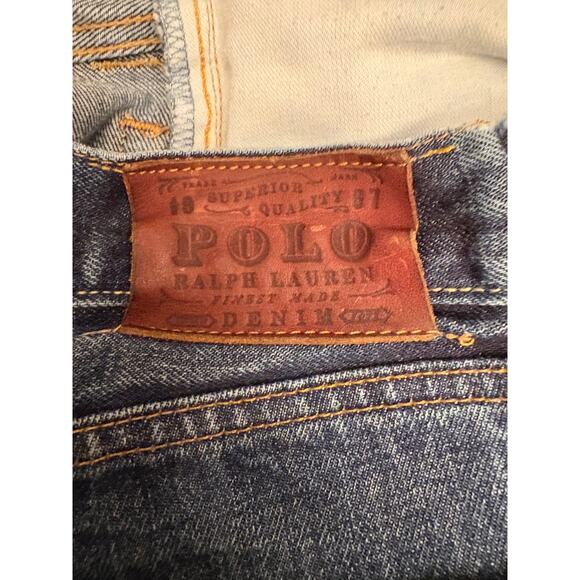 TRADE MARK
19 SUPERIOR 67
QUALITY
POLO
RALPH LAUREN
FINEST MADE
DENIM